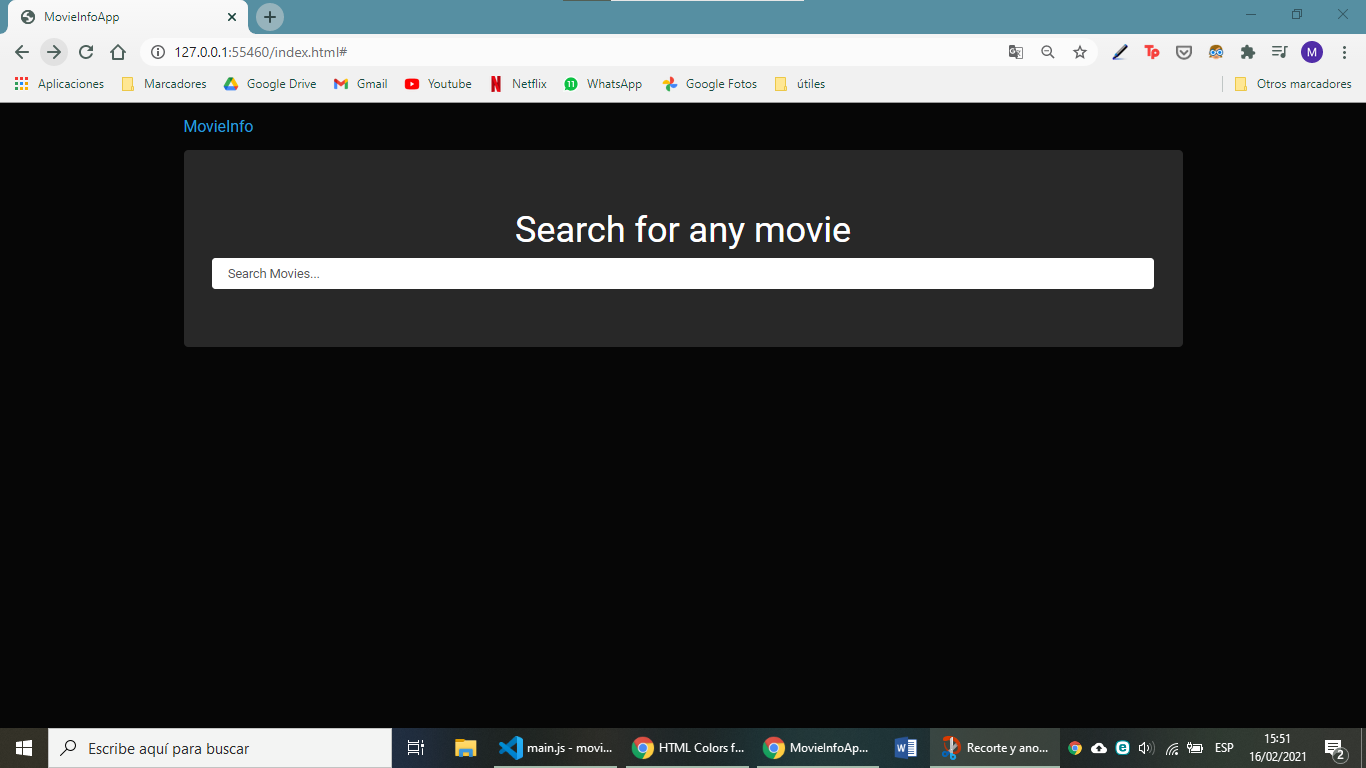 MovieInfoApp
127.0.0.1:55460/index.html#
Tp
M
Aplicaciones Marcadores Google Drive Gmail Youtube Netflix 11 WhatsApp Google Fotos útiles Otros marcadores
MovieInfo
Search for any movie
Search Movies...
Escribe aquí para buscar
main.js - movi...
HTML Colors f...
MovieInfoAp...
Recorte y ano...
ESP
15:51
16/02/2021
2